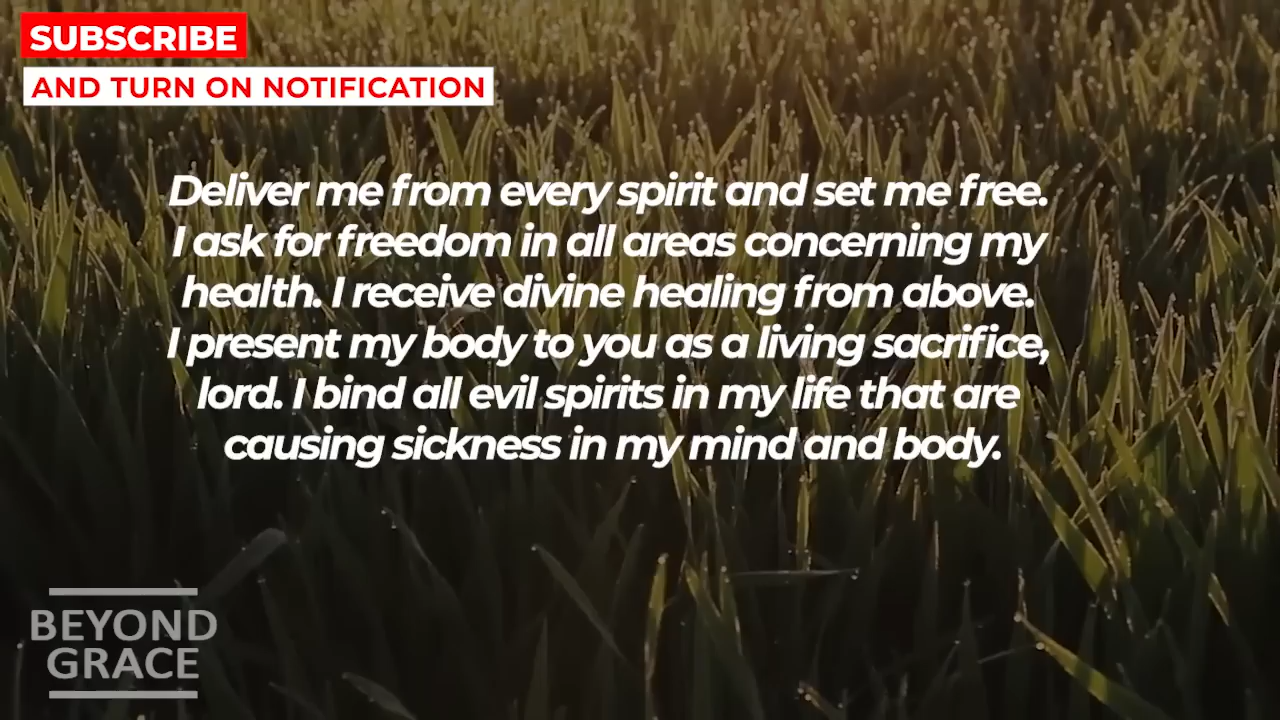 SUBSCRIBE
AND TURN ON NOTIFICATION
Deliver me from every spirit and set me free.
I ask for freedom in all areas concerning my
health. I receive divine healing from above.
I present my body to you as a living sacrifice,
lord. I bind all evil spirits in my life that are
causing sickness in my mind and body.
BEYOND
GRACE